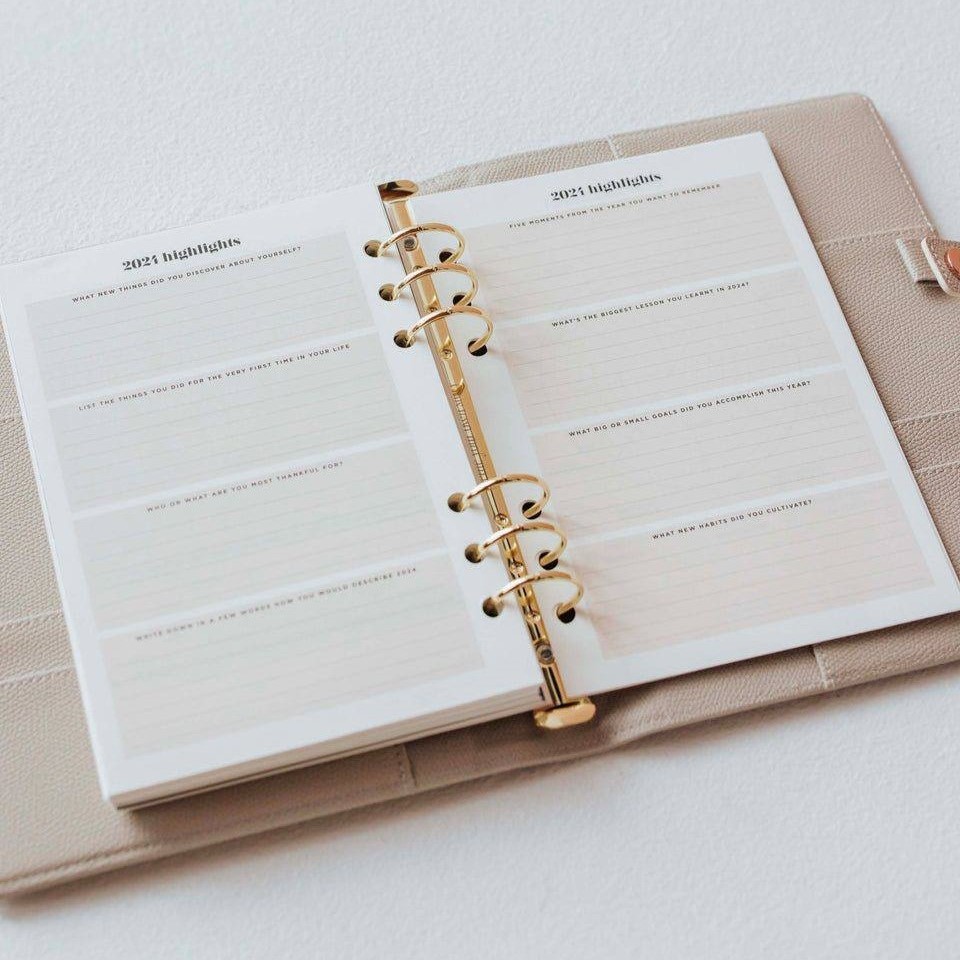 2024 highlights
WHAT NEW THINGS DID YOU DISCOVER ABOUT YOURSELF?
LIST THE THINGS YOU DID FOR THE VERY FIRST TIME IN YOUR LIFE
WHO OR WHAT ARE YOU MOST THANKFUL FOR?
WRITE DOWN IN A FEW WORDS HOW YOU WOULD DESCRIBE 2024
2024 highlights
FIVE MOMENTS FROM THE YEAR YOU WANT TO REMEMBER
WHAT'S THE BIGGEST LESSON YOU LEARNT IN 2024?
WHAT BIG OR SMALL GOALS DID YOU ACCOMPLISH THIS YEAR?
WHAT NEW HABITS DID YOU CULTIVATE?